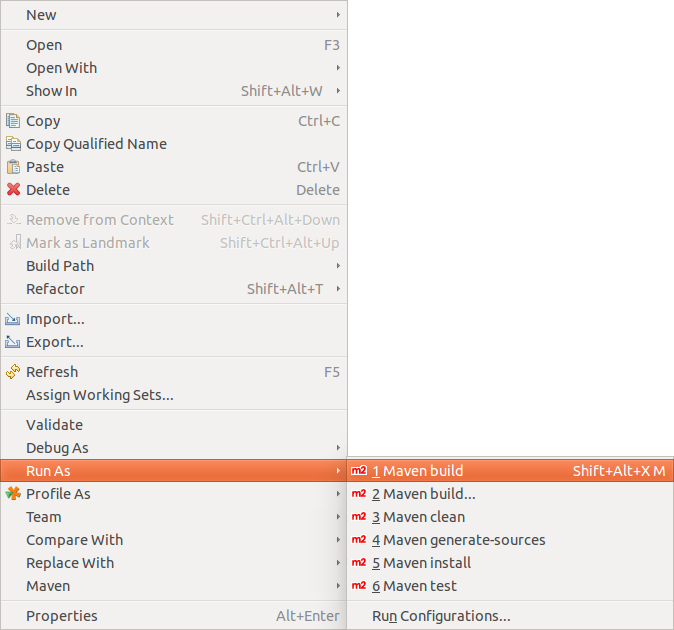 New
Open F3
Open With
Show In Shift+Alt+W
Copy Ctrl+C
Copy Qualified Name
Paste Ctrl+V
Delete Delete
Remove from Context Shift+Ctrl+Alt+Down
Mark as Landmark Shift+Ctrl+Alt+Up
Build Path
Refactor Shift+Alt+T
Import...
Export...
Refresh F5
Assign Working Sets...
Validate
Debug As
Run As
Profile As
Team
Compare With
Replace With
Maven
Properties Alt+Enter
m2 1 Maven build Shift+Alt+X M
m2 2 Maven build...
m2 3 Maven clean
m2 4 Maven generate-sources
m2 5 Maven install
m2 6 Maven test
Run Configurations...